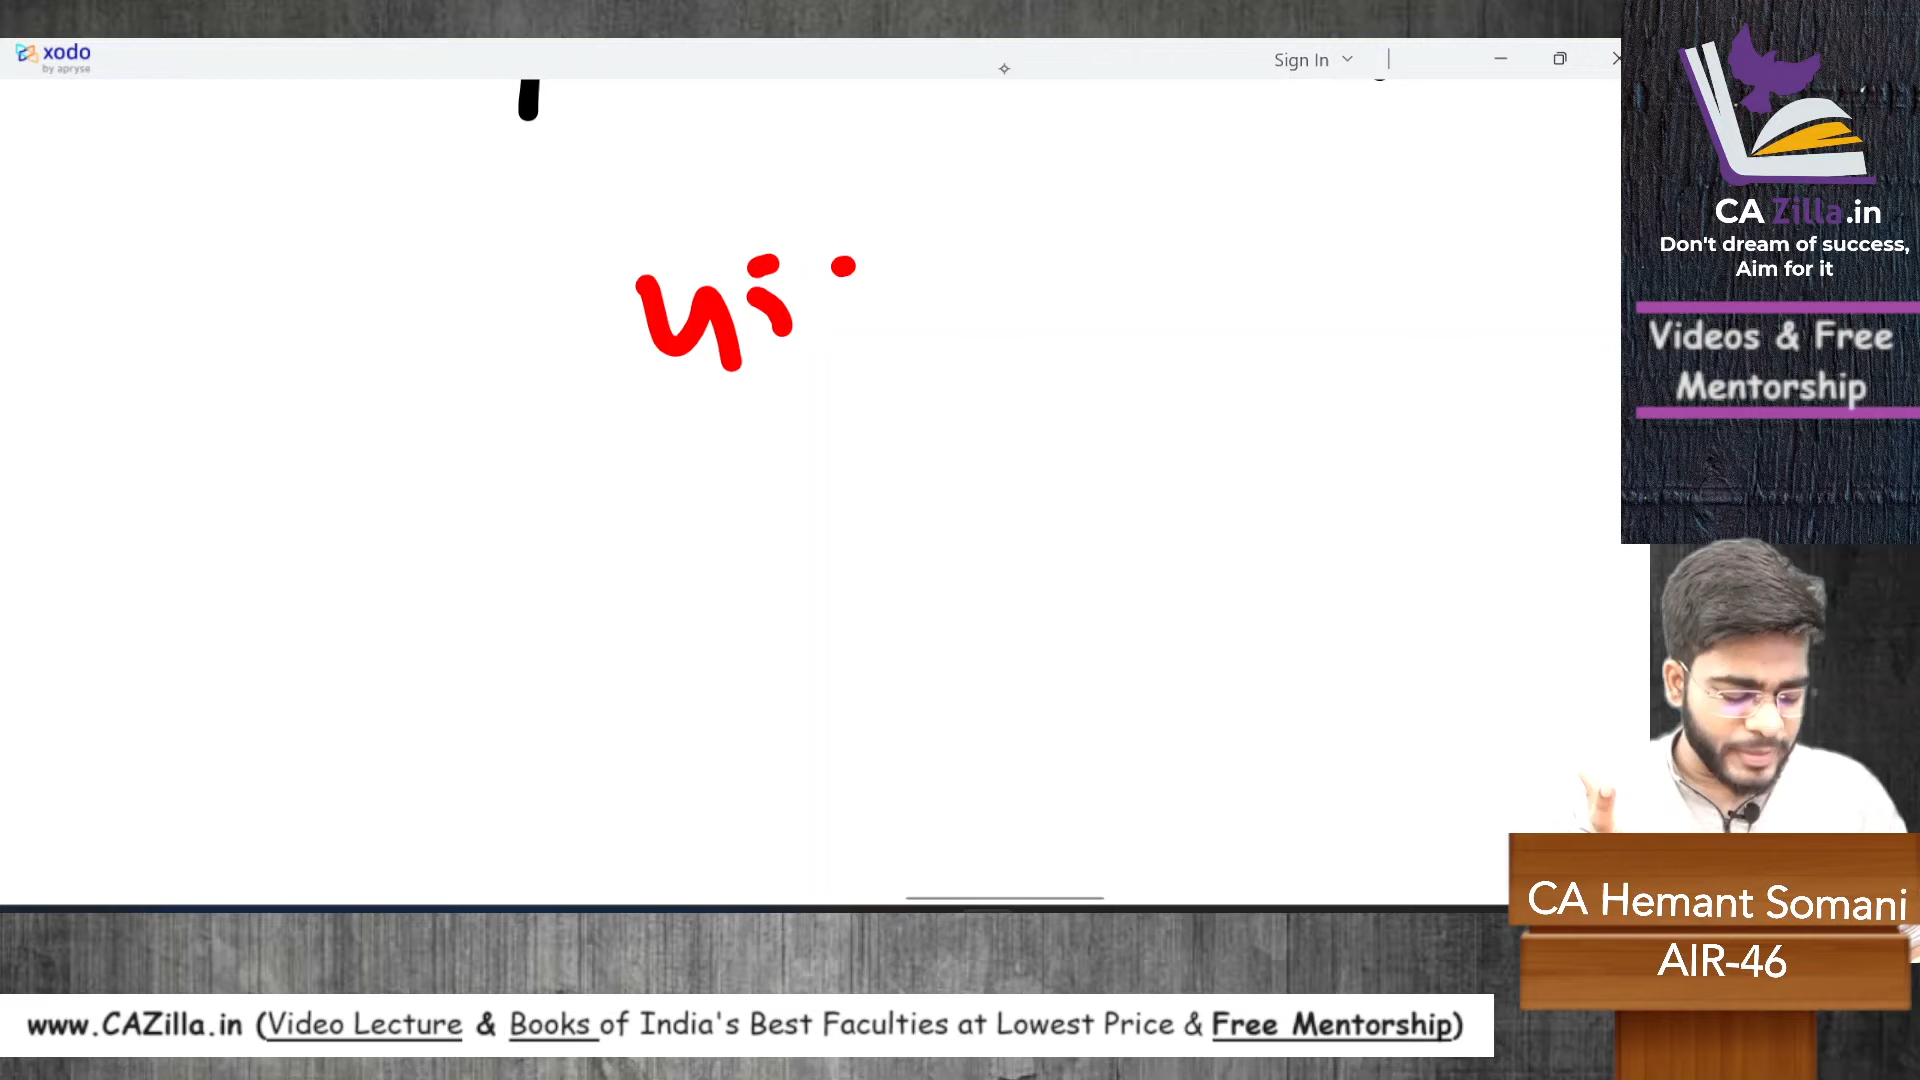 xodo
by apryse
Sign In
CA Zilla.in
Don't dream of success,
Aim for it
Videos & Free
Mentorship
CA Hemant Somani
AIR-46
www.CAZilla.in (Video Lecture & Books of India's Best Faculties at Lowest Price & Free Mentorship)